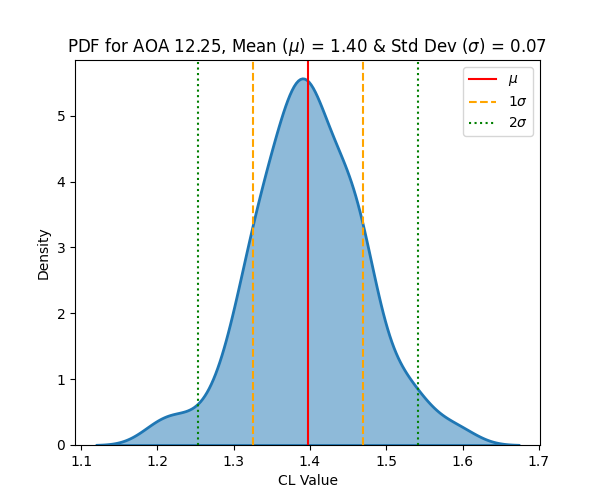 PDF for AOA 12.25, Mean (μ) = 1.40 & Std Dev (σ) = 0.07
μ
1σ
2σ
5
4
3
2
1
0
Density
1.1 1.2 1.3 1.4 1.5 1.6 1.7
CL Value